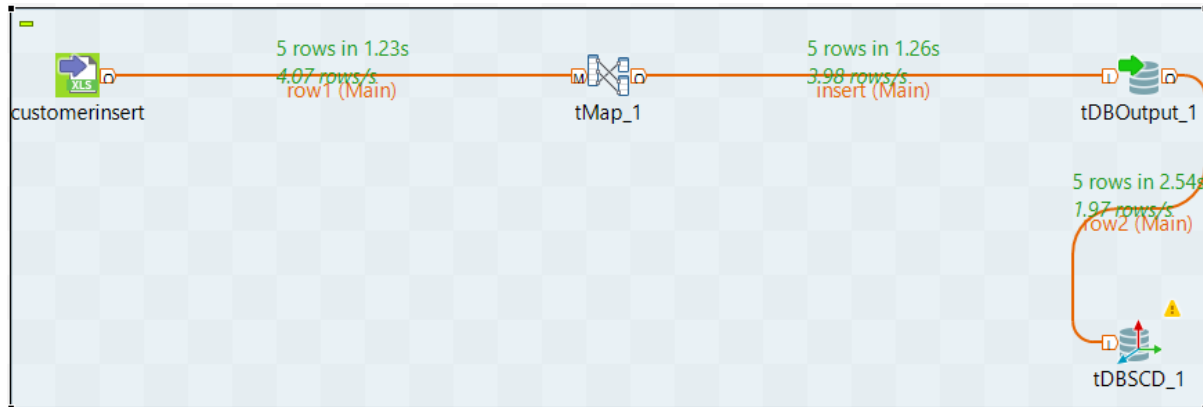 5 rows in 1.23s
4.07 rows/s
row1 (Main)
5 rows in 1.26s
3.98 rows/s
insert (Main)
XLS
O
M
O
I
O
customerinsert
tMap_1
tDBOutput_1
5 rows in 2.54s
1.97 rows/s
row2 (Main)
I
tDBSCD_1